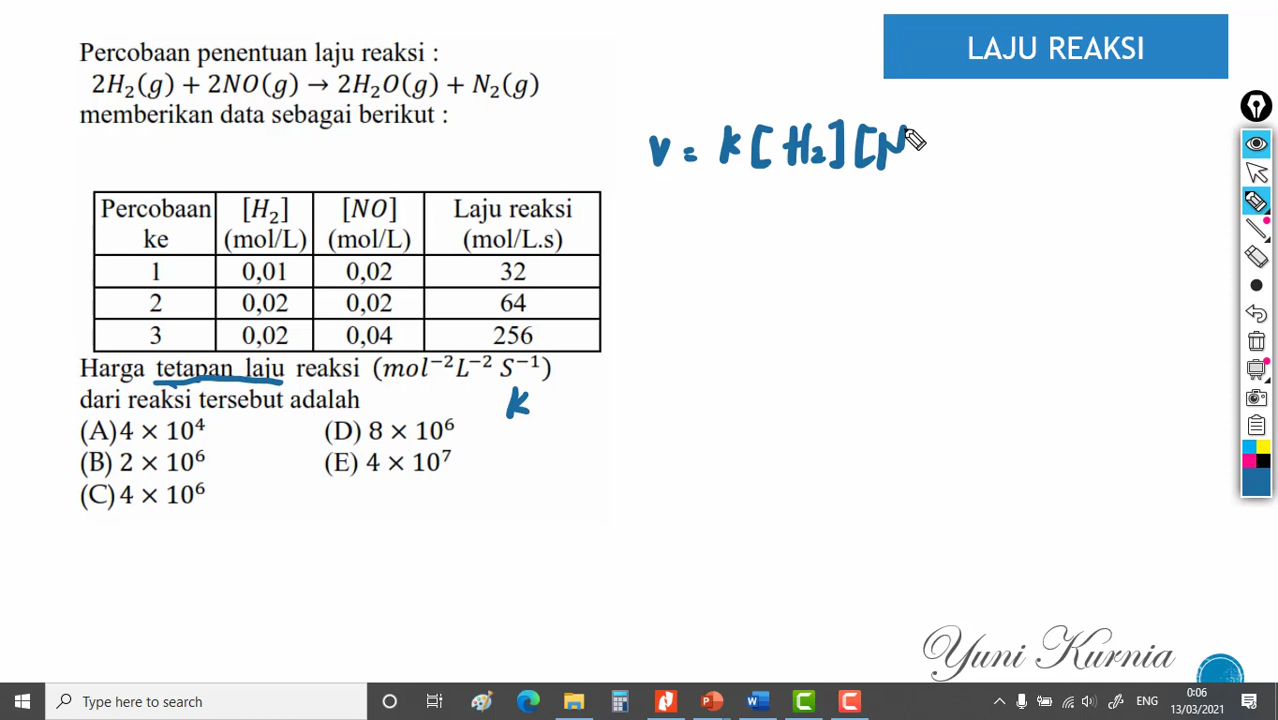 LAJU REAKSI
Percobaan penentuan laju reaksi :
2H₂(g) + 2NO(g) → 2H₂O(g) + N₂(g)
memberikan data sebagai berikut :
v = k [H₂] [N
Percobaan ke [H₂] (mol/L) [NO] (mol/L) Laju reaksi (mol/L.s)
1 0,01 0,02 32
2 0,02 0,02 64
3 0,02 0,04 256
Harga tetapan laju reaksi (mol⁻²L⁻² S⁻¹)
dari reaksi tersebut adalah
k
(A) 4 × 10⁴ (D) 8 × 10⁶
(B) 2 × 10⁶ (E) 4 × 10⁷
(C) 4 × 10⁶
Yuni Kurnia
Type here to search
ENG
0:06
13/03/2021